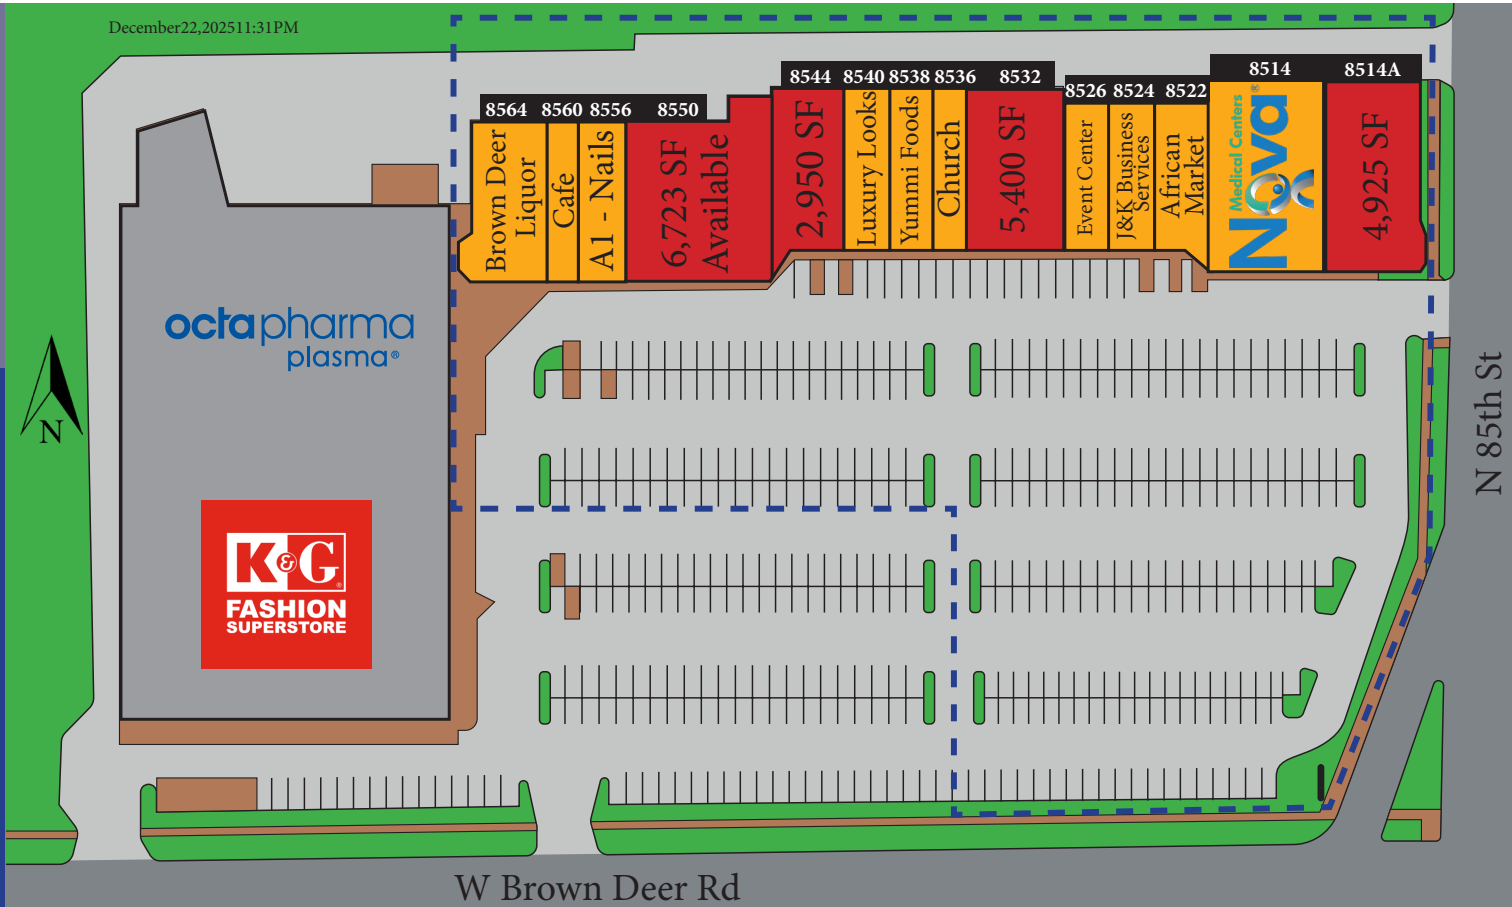 December22,202511:31PM
8564
8560
8556
8550
8544
8540
8538
8536
8532
8526
8524
8522
8514
8514A
Brown Deer
Liquor
Cafe
A1 - Nails
6,723 SF
Available
2,950 SF
Luxury Looks
Yummi Foods
Church
5,400 SF
Event Center
J&K Business
Services
African
Market
Nova®
Medical Centers
4,925 SF
octapharma
plasma®
N
K&G®
FASHION
SUPERSTORE
N 85th St
W Brown Deer Rd